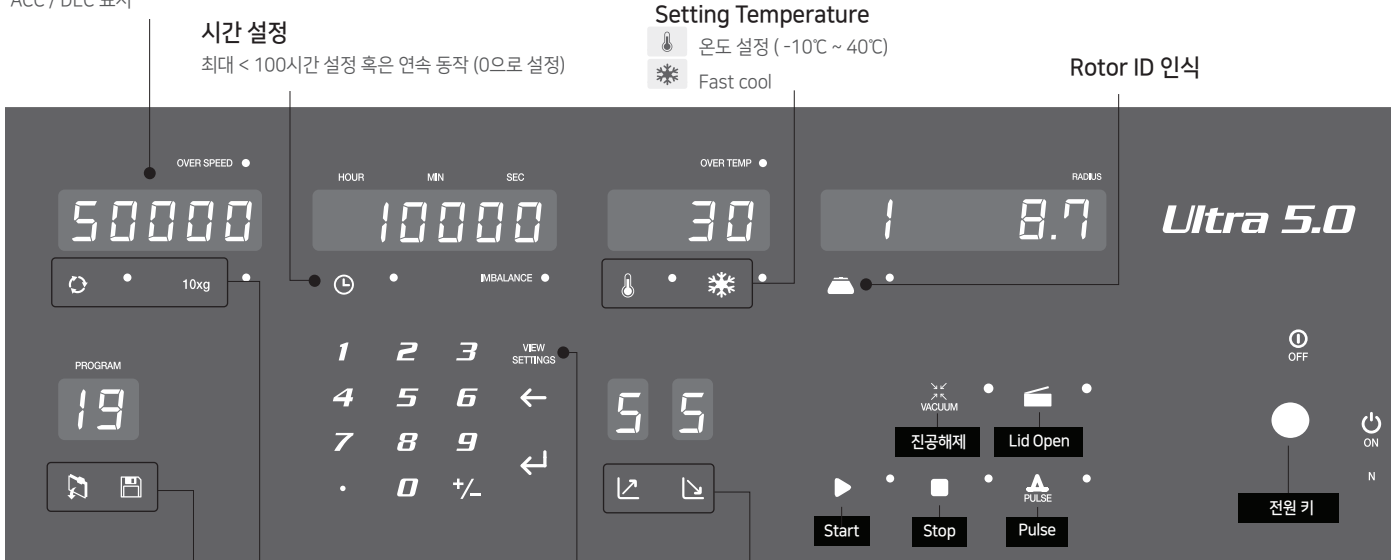 ACC / DEC 표시
시간 설정
최대 < 100시간 설정 혹은 연속 동작 (0으로 설정)
Setting Temperature
온도 설정 ( -10℃ ~ 40℃)
Fast cool
Rotor ID 인식
OVER SPEED
HOUR MIN SEC
OVER TEMP
RADIUS
50000
10000
30
1 8.7
Ultra 5.0
10xg
IMBALANCE
PROGRAM
19
1 2 3 VIEW SETTINGS
4 5 6 ←
7 8 9
. 0 +/-
5 5
VACUUM
진공해제
Lid Open
PULSE
Start
Stop
Pulse
OFF
ON
N
전원 키